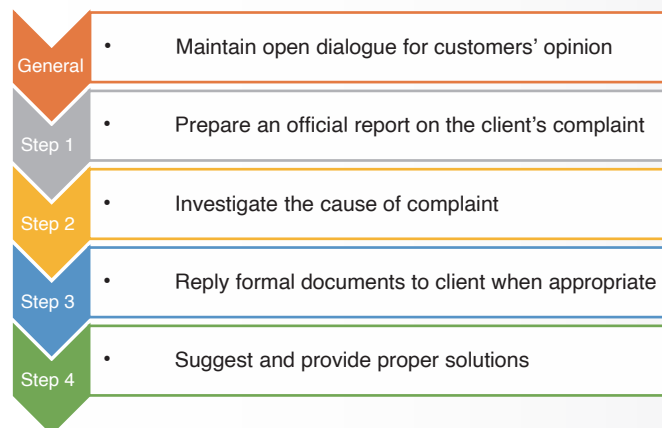 General
• Maintain open dialogue for customers’ opinion
Step 1
• Prepare an official report on the client’s complaint
Step 2
• Investigate the cause of complaint
Step 3
• Reply formal documents to client when appropriate
Step 4
• Suggest and provide proper solutions